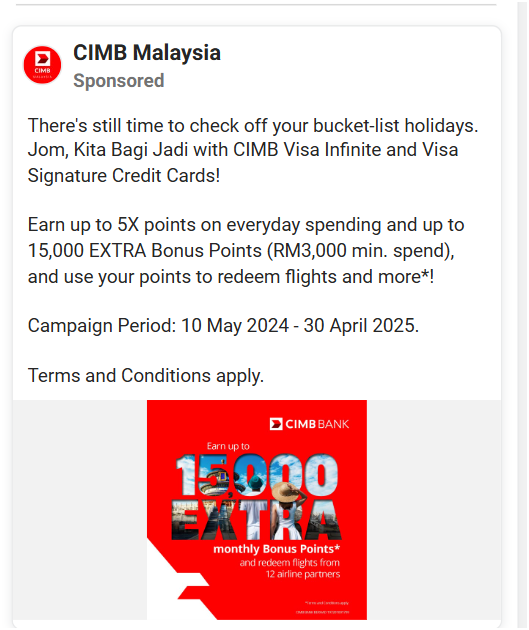 CIMB Malaysia
CIMB
Sponsored
There's still time to check off your bucket-list holidays.
Jom, Kita Bagi Jadi with CIMB Visa Infinite and Visa
Signature Credit Cards!
Earn up to 5X points on everyday spending and up to
15,000 EXTRA Bonus Points (RM3,000 min. spend),
and use your points to redeem flights and more*!
Campaign Period: 10 May 2024 - 30 April 2025.
Terms and Conditions apply.
CIMB BANK
Earn up to
15,000
EXTRA
monthly Bonus Points*
and redeem flights from
12 airline partners
*Terms and Conditions apply